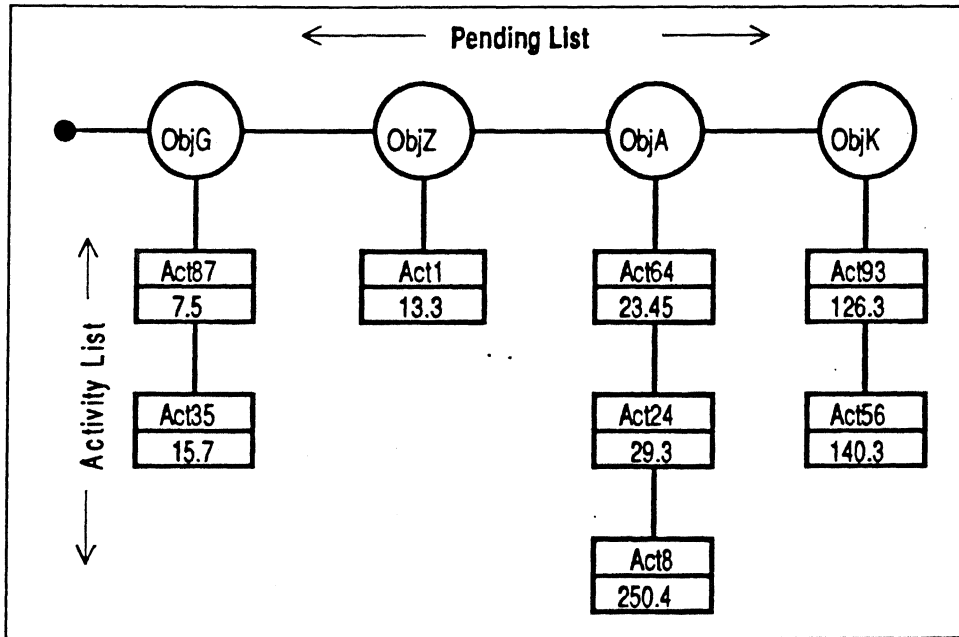 Pending List
ObjG
ObjZ
ObjA
ObjK
Activity List
Act87
7.5
Act1
13.3
Act64
23.45
Act93
126.3
Act35
15.7
Act24
29.3
Act56
140.3
Act8
250.4